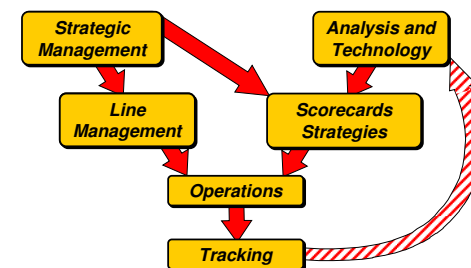 Strategic
Management
Analysis and
Technology
Line
Management
Scorecards
Strategies
Operations
Tracking